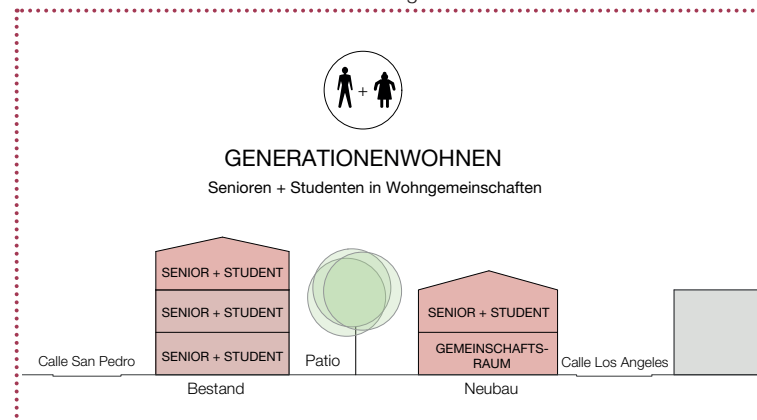 +
GENERATIONENWOHNEN
Senioren + Studenten in Wohngemeinschaften
SENIOR + STUDENT
SENIOR + STUDENT
SENIOR + STUDENT
SENIOR + STUDENT
GEMEINSCHAFTS-
RAUM
Calle San Pedro
Patio
Calle Los Angeles
Bestand
Neubau